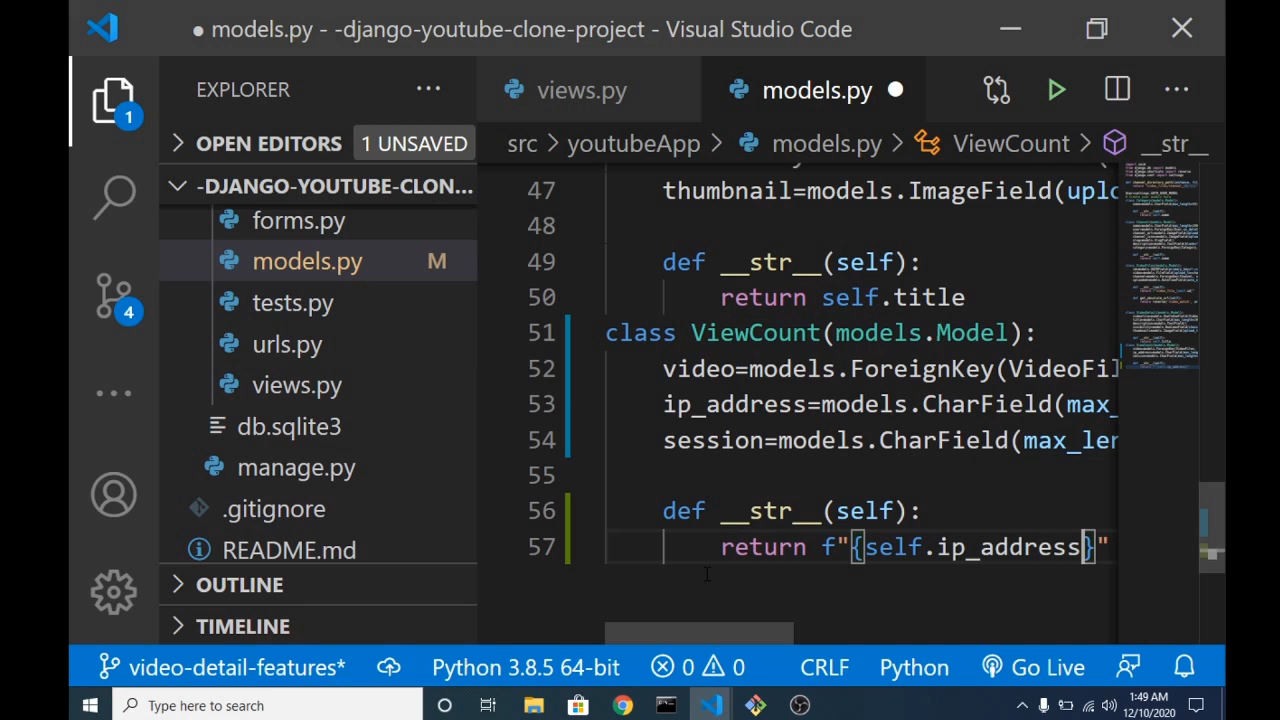 ● models.py - -django-youtube-clone-project - Visual Studio Code
EXPLORER ···
views.py models.py ●
OPEN EDITORS 1 UNSAVED
src > youtubeApp > models.py > ViewCount > __str__
-DJANGO-YOUTUBE-CLON...
forms.py
models.py M
tests.py
urls.py
views.py
db.sqlite3
manage.py
.gitignore
README.md
OUTLINE
TIMELINE
1
4
47 thumbnail=models.ImageField(uplo
48
49 def __str__(self):
50 return self.title
51 class ViewCount(models.Model):
52 video=models.ForeignKey(VideoFil
53 ip_address=models.CharField(max_
54 session=models.CharField(max_len
55
56 def __str__(self):
57 return f"{self.ip_address}"
video-detail-features* Python 3.8.5 64-bit 0 0 CRLF Python Go Live
Type here to search
1:49 AM
12/10/2020